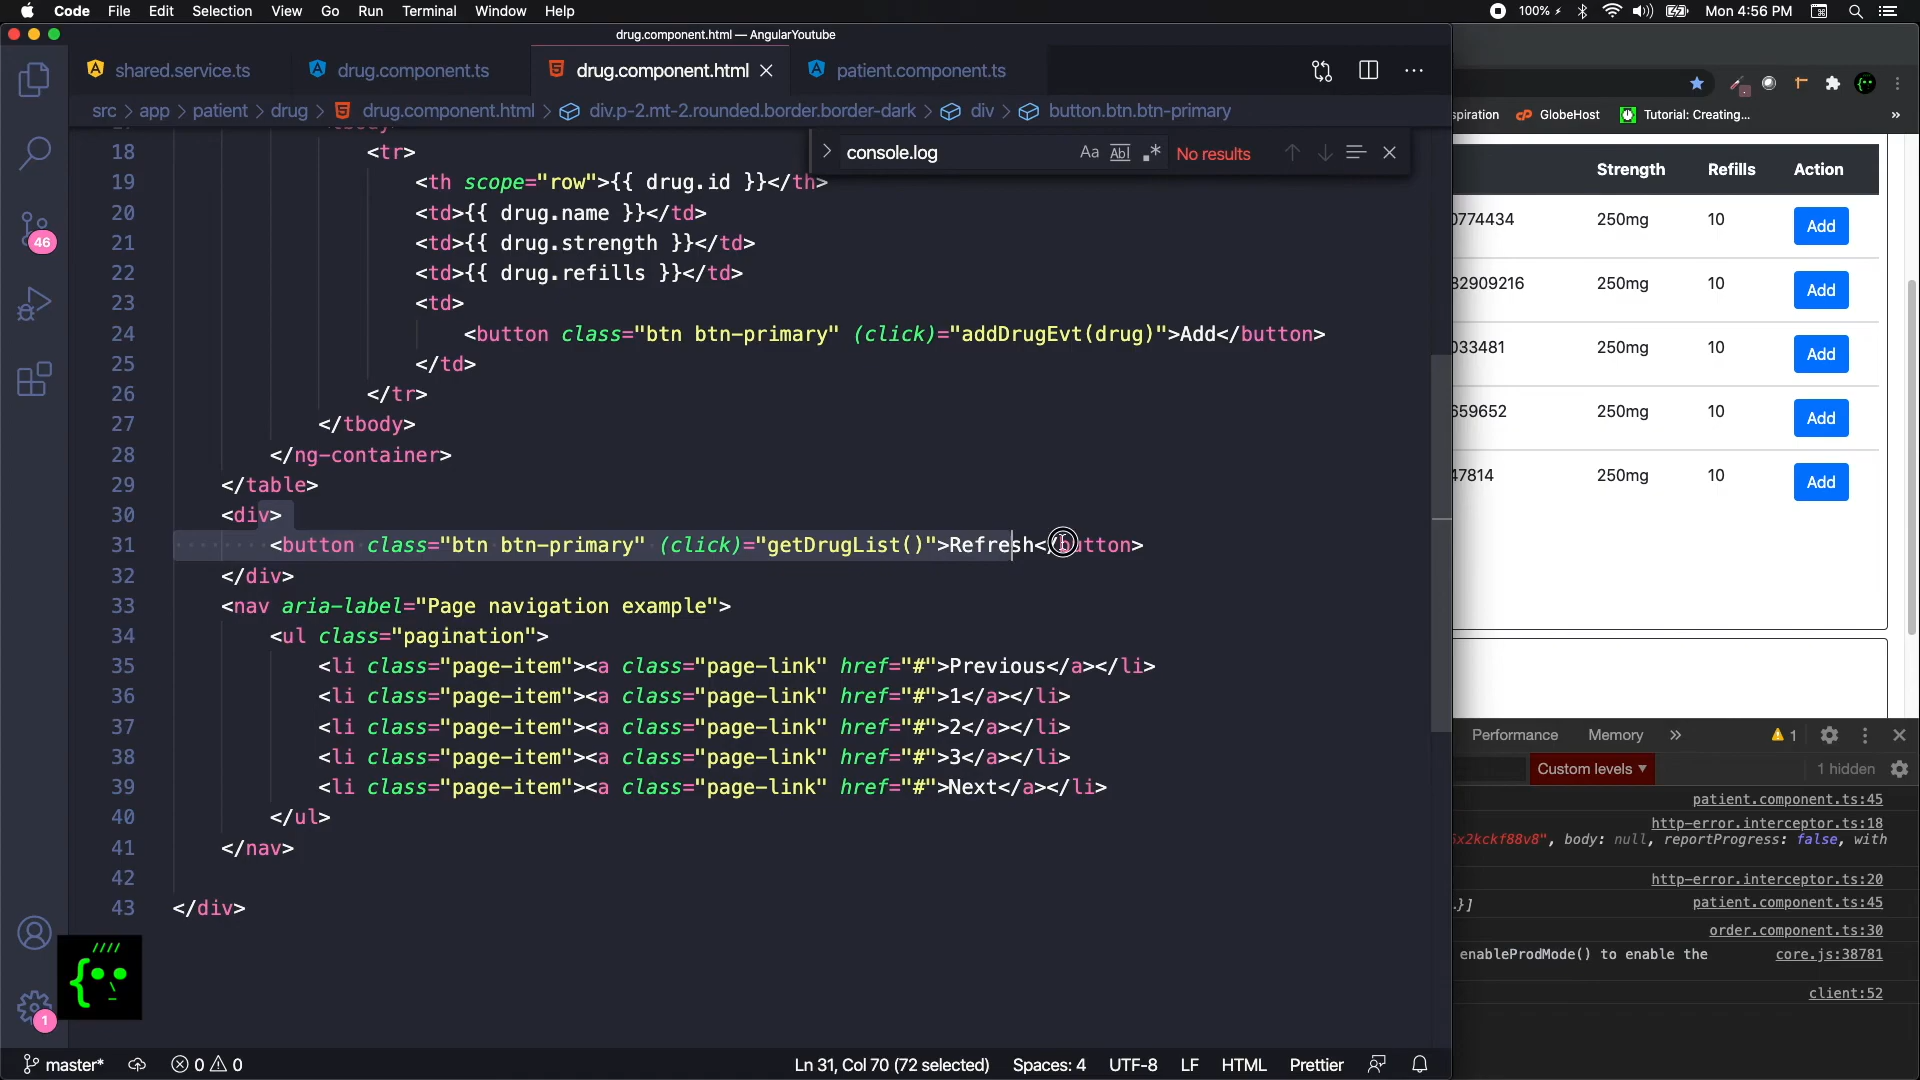 Code File Edit Selection View Go Run Terminal Window Help
100% Mon 4:56 PM
drug.component.html — AngularYoutube
shared.service.ts drug.component.ts drug.component.html patient.component.ts
src > app > patient > drug > drug.component.html > div.p-2.mt-2.rounded.border.border-dark > div > button.btn.btn-primary
console.log Aa Abl .* No results
18 <tr>
19 <th scope="row">{{ drug.id }}</th>
20 <td>{{ drug.name }}</td>
21 <td>{{ drug.strength }}</td>
22 <td>{{ drug.refills }}</td>
23 <td>
24 <button class="btn btn-primary" (click)="addDrugEvt(drug)">Add</button>
25 </td>
26 </tr>
27 </tbody>
28 </ng-container>
29 </table>
30 <div>
31 <button class="btn btn-primary" (click)="getDrugList()">Refresh</button>
32 </div>
33 <nav aria-label="Page navigation example">
34 <ul class="pagination">
35 <li class="page-item"><a class="page-link" href="#">Previous</a></li>
36 <li class="page-item"><a class="page-link" href="#">1</a></li>
37 <li class="page-item"><a class="page-link" href="#">2</a></li>
38 <li class="page-item"><a class="page-link" href="#">3</a></li>
39 <li class="page-item"><a class="page-link" href="#">Next</a></li>
40 </ul>
41 </nav>
42
43 </div>
46
1
master* 0 0 Ln 31, Col 70 (72 selected) Spaces: 4 UTF-8 LF HTML Prettier
spiration GlobeHost Tutorial: Creating... »
Strength Refills Action
0774434 250mg 10 Add
32909216 250mg 10 Add
033481 250mg 10 Add
659652 250mg 10 Add
47814 250mg 10 Add
Performance Memory » 1
Custom levels ▼ 1 hidden
patient.component.ts:45
http-error.interceptor.ts:18
x2kckf88v8", body: null, reportProgress: false, with
http-error.interceptor.ts:20
}] patient.component.ts:45
order.component.ts:30
enableProdMode() to enable the core.js:38781
client:52